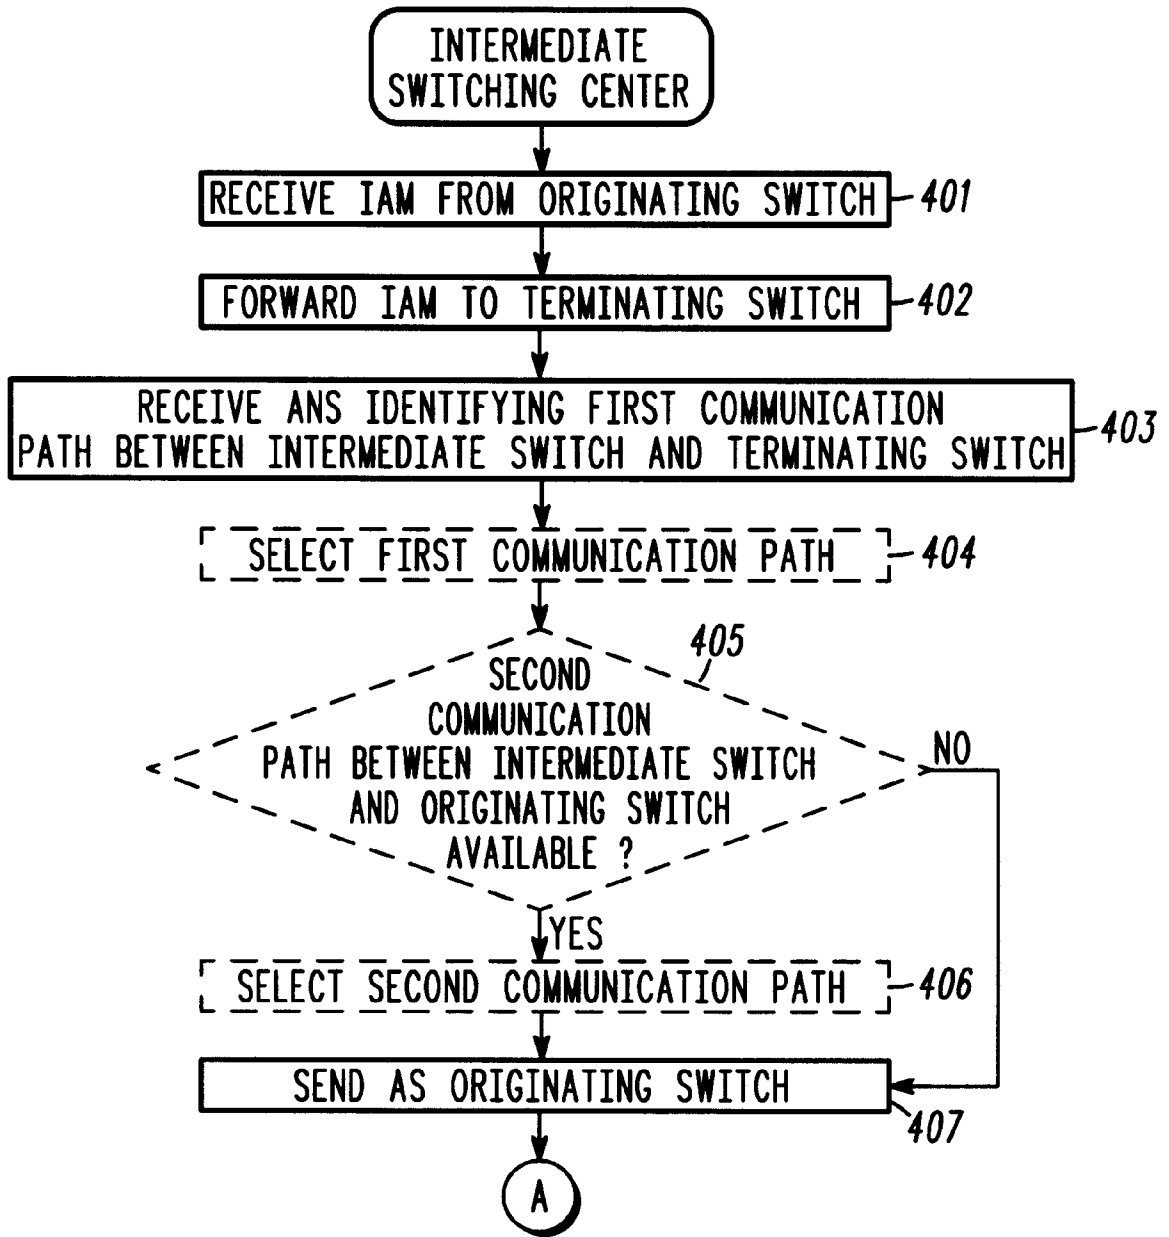 INTERMEDIATE
SWITCHING CENTER
RECEIVE IAM FROM ORIGINATING SWITCH
401
FORWARD IAM TO TERMINATING SWITCH
402
RECEIVE ANS IDENTIFYING FIRST COMMUNICATION
PATH BETWEEN INTERMEDIATE SWITCH AND TERMINATING SWITCH
403
SELECT FIRST COMMUNICATION PATH
404
405
SECOND
COMMUNICATION
PATH BETWEEN INTERMEDIATE SWITCH
AND ORIGINATING SWITCH
AVAILABLE ?
NO
YES
SELECT SECOND COMMUNICATION PATH
406
SEND AS ORIGINATING SWITCH
407
A